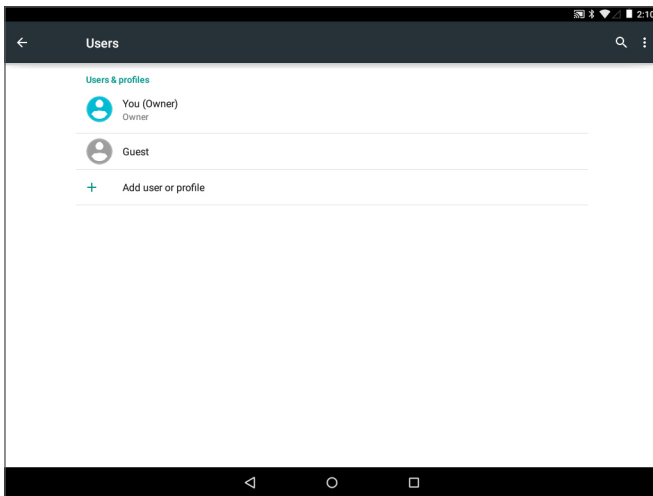 2:10
Users
Users & profiles
You (Owner)
Owner
Guest
Add user or profile